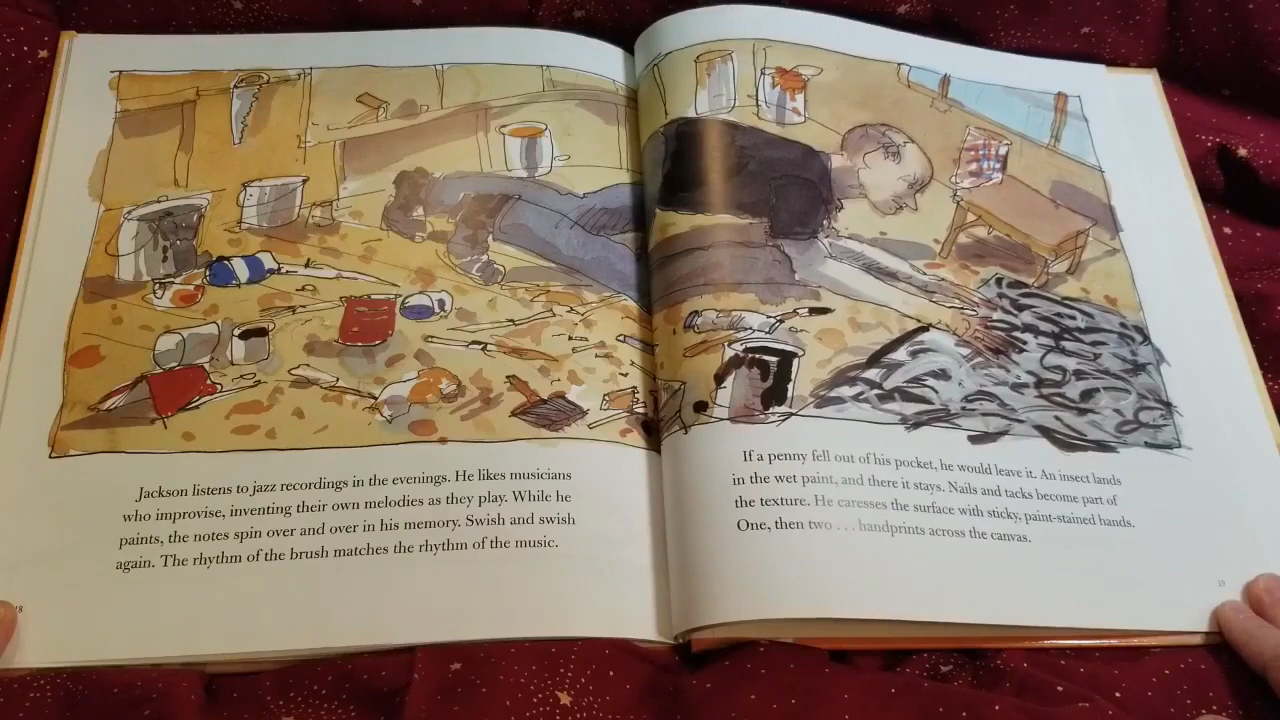 Jackson listens to jazz recordings in the evenings. He likes musicians
who improvise, inventing their own melodies as they play. While he
paints, the notes spin over and over in his memory. Swish and swish
again. The rhythm of the brush matches the rhythm of the music.
18
If a penny fell out of his pocket, he would leave it. An insect lands
in the wet paint, and there it stays. Nails and tacks become part of
the texture. He caresses the surface with sticky, paint-stained hands.
One, then two . . . handprints across the canvas.
19